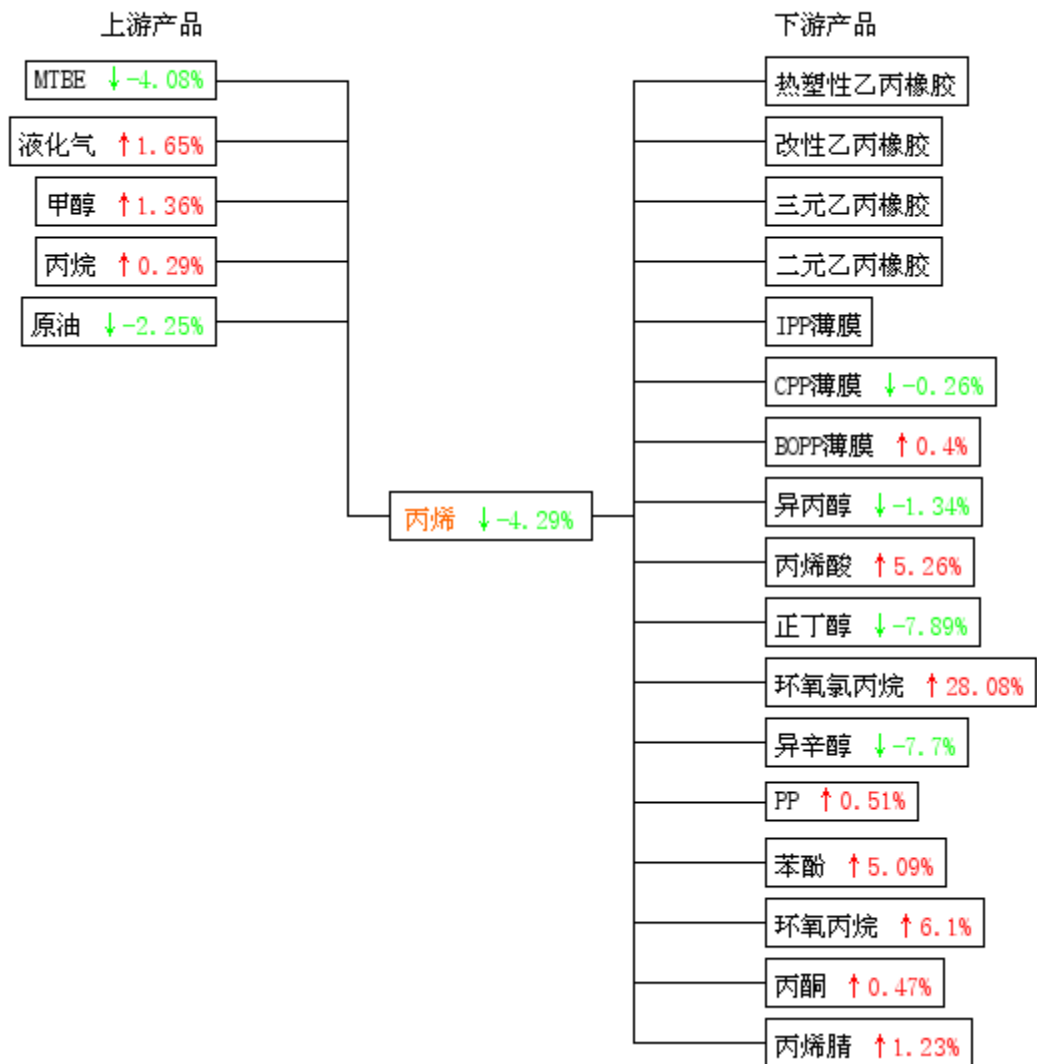 上游产品
MTBE ↓-4.08%
液化气 ↑1.65%
甲醇 ↑1.36%
丙烷 ↑0.29%
原油 ↓-2.25%
丙烯 ↓-4.29%
下游产品
热塑性乙丙橡胶
改性乙丙橡胶
三元乙丙橡胶
二元乙丙橡胶
IPP薄膜
CPP薄膜 ↓-0.26%
BOPP薄膜 ↑0.4%
异丙醇 ↓-1.34%
丙烯酸 ↑5.26%
正丁醇 ↓-7.89%
环氧氯丙烷 ↑28.08%
异辛醇 ↓-7.7%
PP ↑0.51%
苯酚 ↑5.09%
环氧丙烷 ↑6.1%
丙酮 ↑0.47%
丙烯腈 ↑1.23%